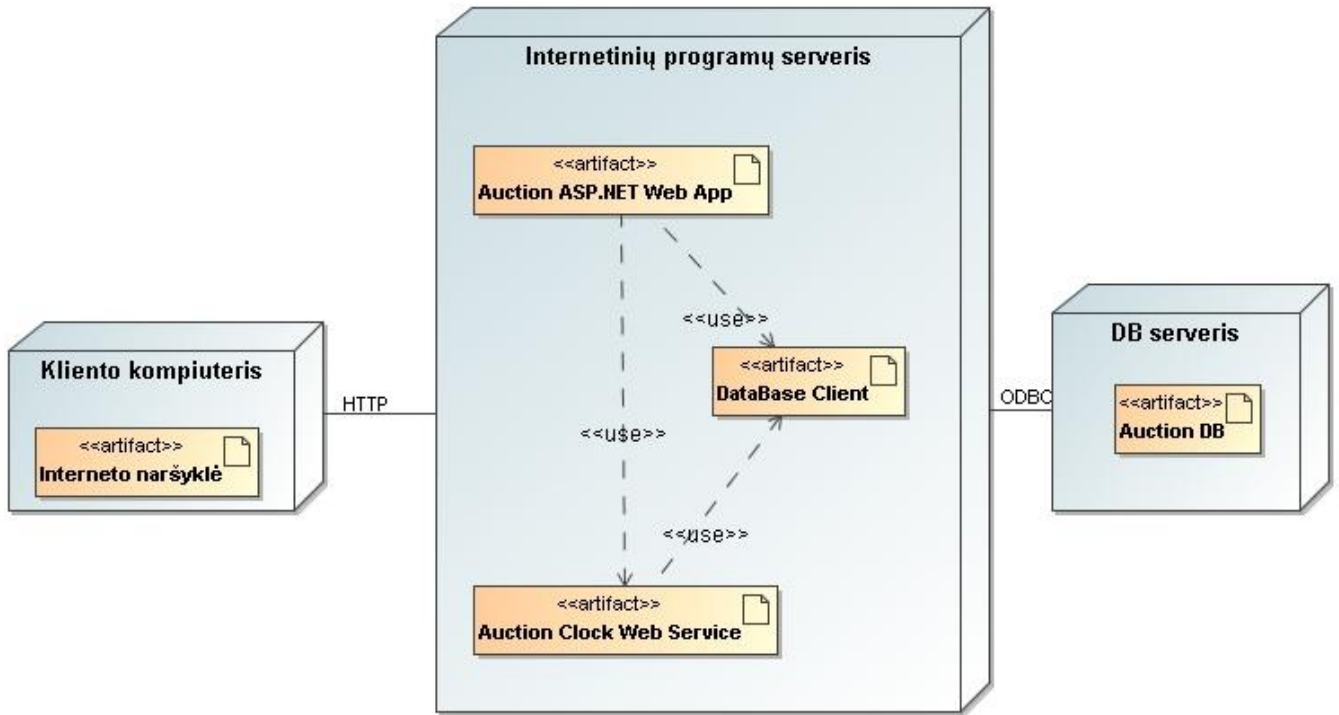 Internetinių programų serveris
<<artifact>>
Auction ASP.NET Web App
<<use>>
<<artifact>>
DataBase Client
<<use>>
<<use>>
<<artifact>>
Auction Clock Web Service
Kliento kompiuteris
<<artifact>>
Interneto naršyklė
HTTP
ODBC
DB serveris
<<artifact>>
Auction DB